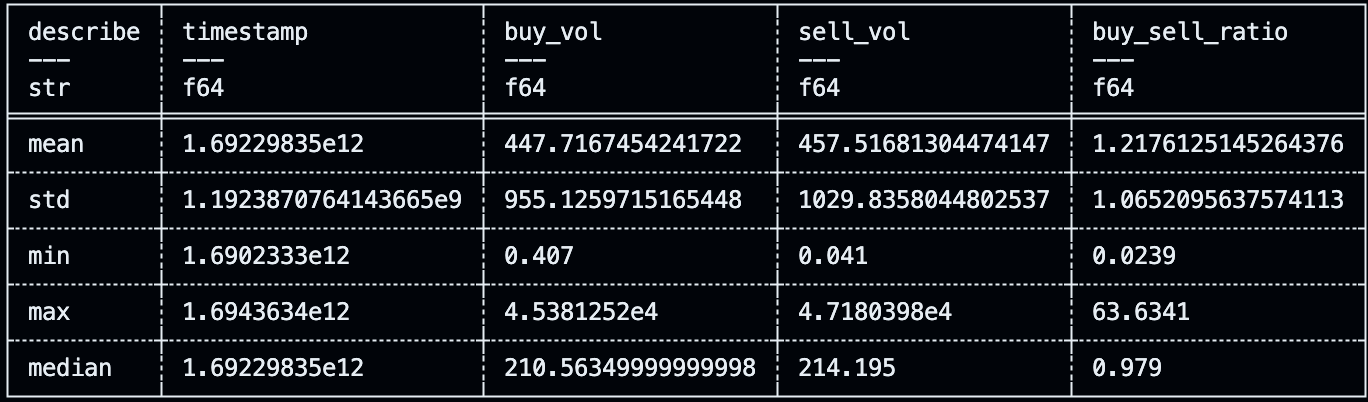 describe timestamp buy_vol sell_vol buy_sell_ratio
--- --- --- --- ---
str f64 f64 f64 f64
mean 1.69229835e12 447.7167454241722 457.51681304474147 1.2176125145264376
std 1.1923870764143665e9 955.1259715165448 1029.8358044802537 1.0652095637574113
min 1.6902333e12 0.407 0.041 0.0239
max 1.6943634e12 4.5381252e4 4.7180398e4 63.6341
median 1.69229835e12 210.56349999999998 214.195 0.979